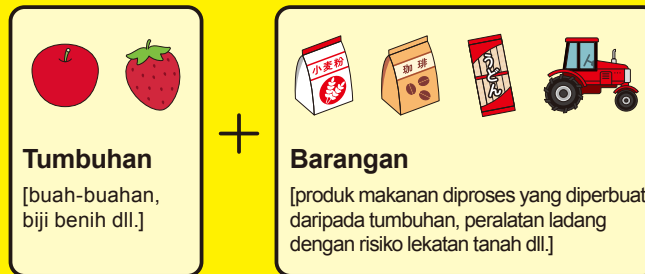 小麦粉
珈琲
うどん
+
Tumbuhan
[buah-buahan,
biji benih dll.]
Barangan
[produk makanan diproses yang diperbuat
daripada tumbuhan, peralatan ladang
dengan risiko lekatan tanah dll.]